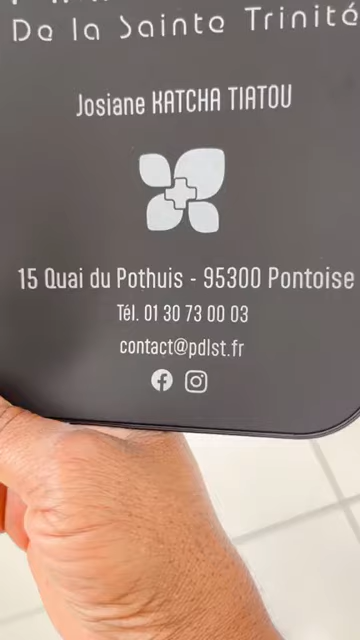 De la Sainte Trinité
Josiane KATCHA TIATOU
15 Quai du Pothuis - 95300 Pontoise
Tél. 01 30 73 00 03
contact@pdlst.fr